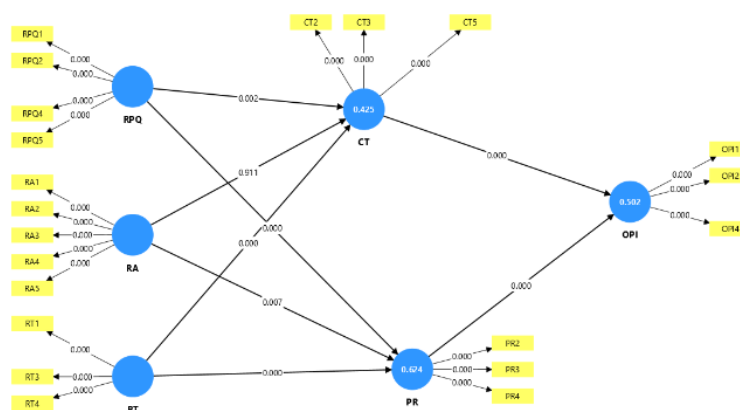 RPQ1
RPQ2
RPQ4
RPQ5
0.000
0.000
0.000
0.000
RPQ
CT2
CT3
CT5
0.000
0.000
0.000
0.425
CT
0.002
0.911
0.000
0.000
0.007
0.000
0.000
0.000
RA1
RA2
RA3
RA4
RA5
0.000
0.000
0.000
0.000
0.000
RA
RT1
RT3
RT4
0.000
0.000
0.000
0.624
PR
PR2
PR3
PR4
0.000
0.000
0.000
0.502
OPI
OPI1
OPI2
OPI4
0.000
0.000
0.000